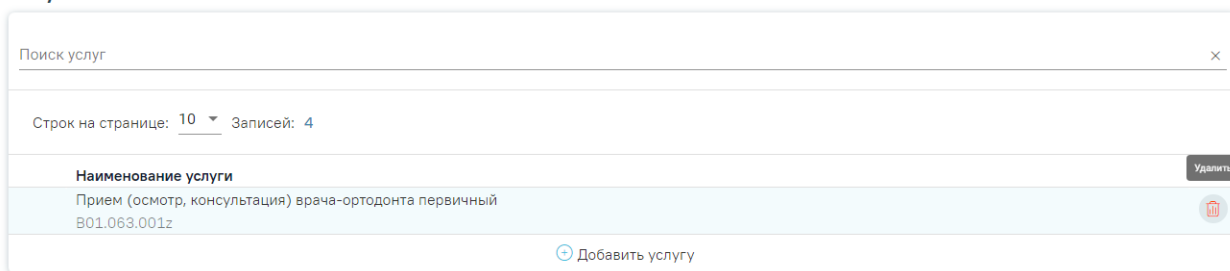 Поиск услуг
Строк на странице: 10 Записей: 4
Удалить
Наименование услуги
Прием (осмотр, консультация) врача-ортодонта первичный
B01.063.001z
Добавить услугу